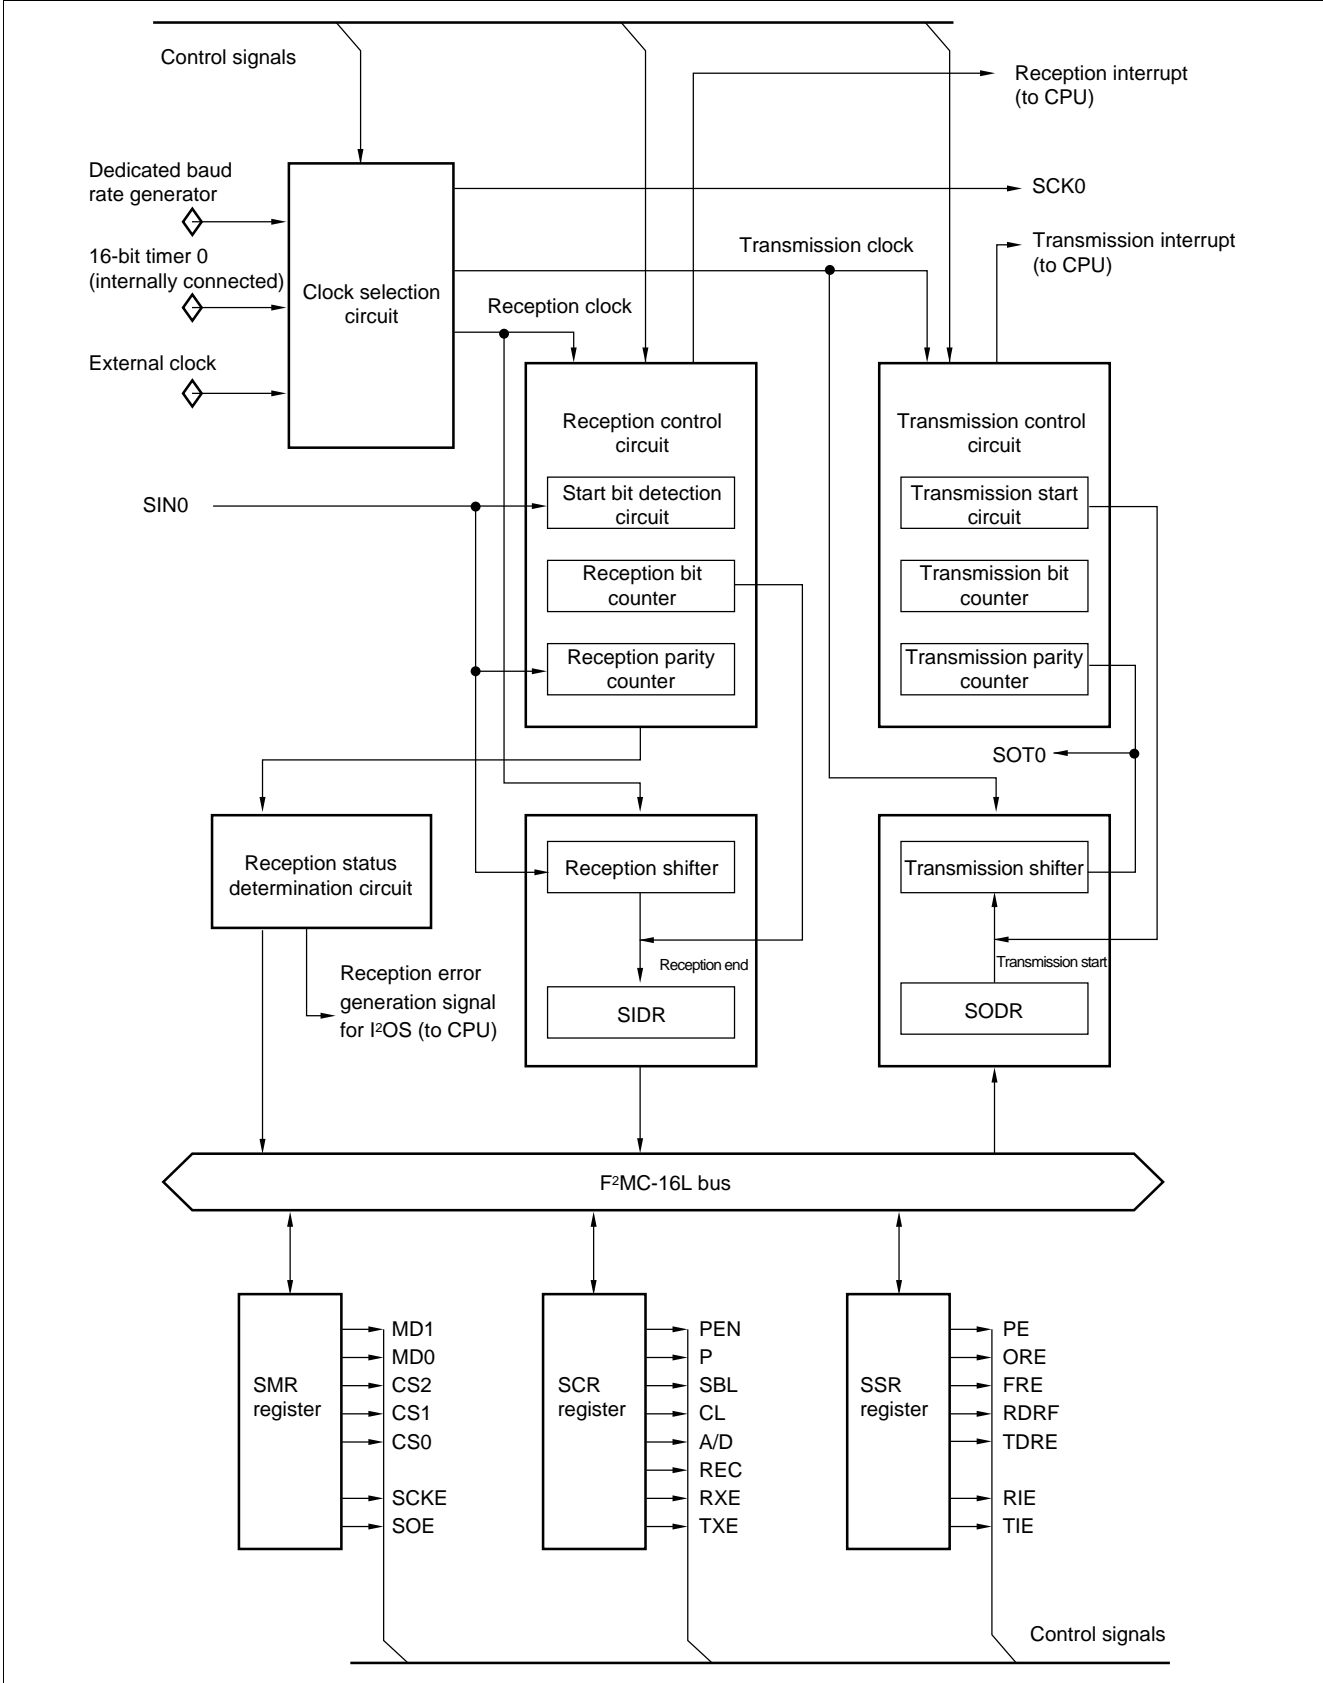 Control signals
Reception interrupt
(to CPU)
Dedicated baud
rate generator
SCK0
Transmission clock
Transmission interrupt
(to CPU)
16-bit timer 0
(internally connected)
Clock selection
circuit
Reception clock
External clock
Reception control
circuit
Transmission control
circuit
SIN0
Start bit detection
circuit
Transmission start
circuit
Reception bit
counter
Transmission bit
counter
Reception parity
counter
Transmission parity
counter
SOT0
Reception status
determination circuit
Reception shifter
Transmission shifter
Reception end
Transmission start
Reception error
generation signal
for I²OS (to CPU)
SIDR
SODR
F²MC-16L bus
SMR
register
MD1
MD0
CS2
CS1
CS0
SCKE
SOE
SCR
register
PEN
P
SBL
CL
A/D
REC
RXE
TXE
SSR
register
PE
ORE
FRE
RDRF
TDRE
RIE
TIE
Control signals